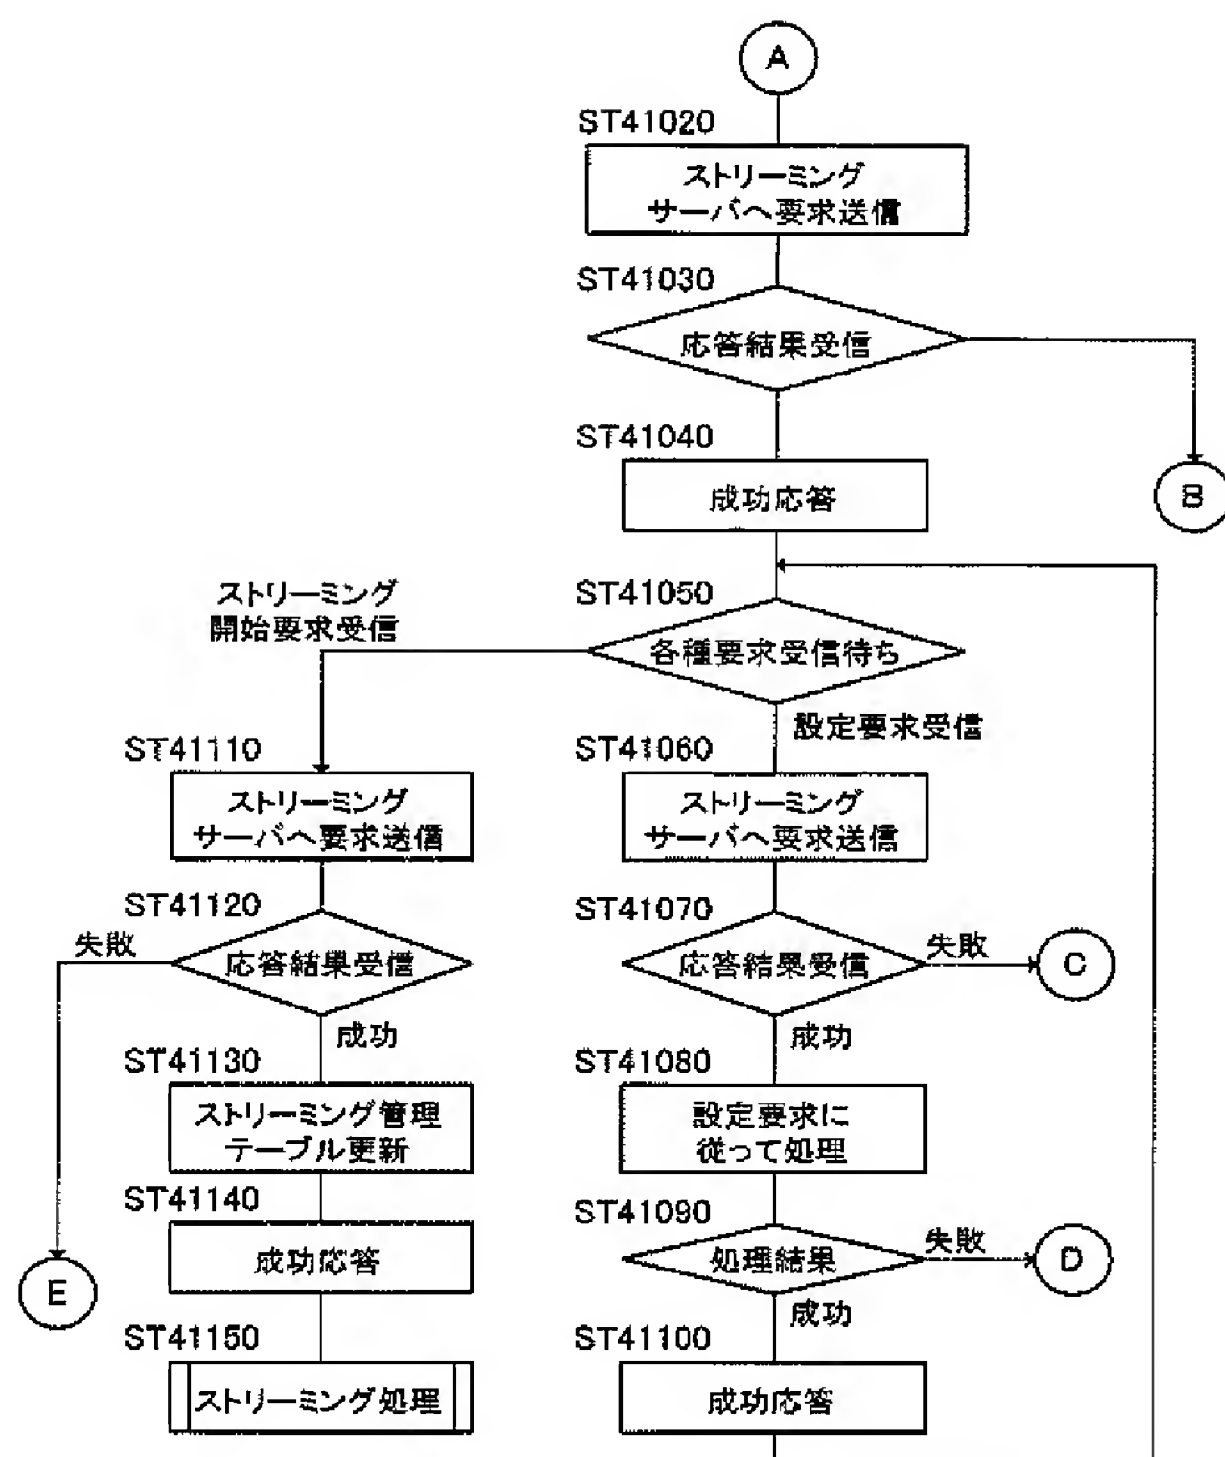 A
ST41020
ストリーミング
サーバへ要求送信
ST41030
応答結果受信
ST41040
成功応答
B
ストリーミング
開始要求受信
ST41050
各種要求受信待ち
設定要求受信
ST41110
ストリーミング
サーバへ要求送信
ST41060
ストリーミング
サーバへ要求送信
ST41120
失敗
応答結果受信
成功
ST41070
応答結果受信
失敗
C
成功
ST41130
ストリーミング管理
テーブル更新
ST41080
設定要求に
従って処理
ST41140
成功応答
ST41090
処理結果
失敗
D
成功
E
ST41150
ストリーミング処理
ST41100
成功応答